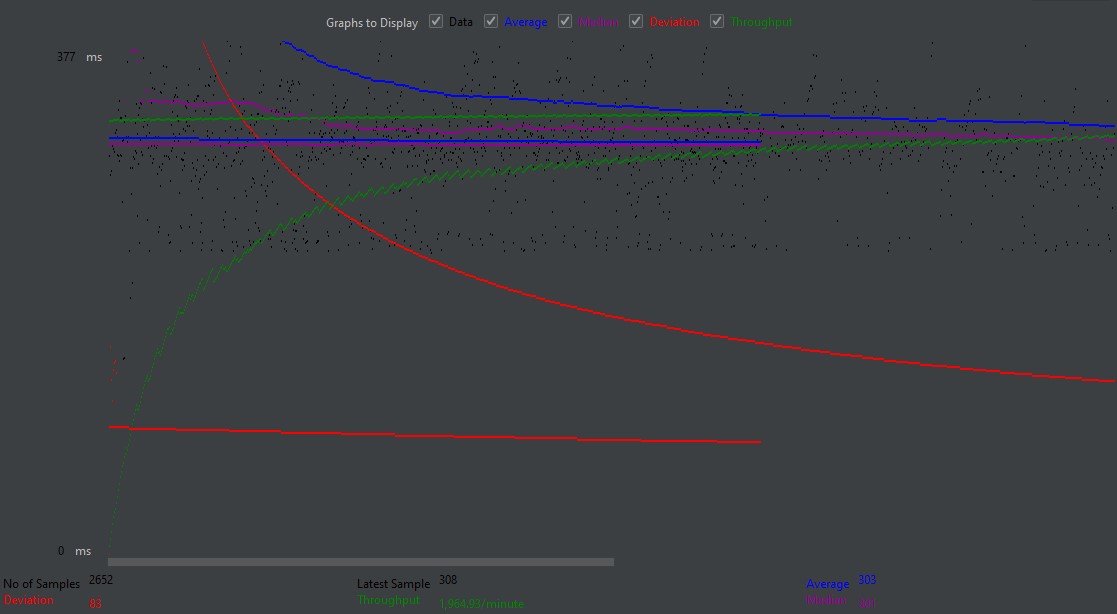 Graphs to Display Data Average Median Deviation Throughput
377 ms
0 ms
No of Samples 2652 Latest Sample 308 Average 303
Deviation 83 Throughput 1,964.93/minute Median